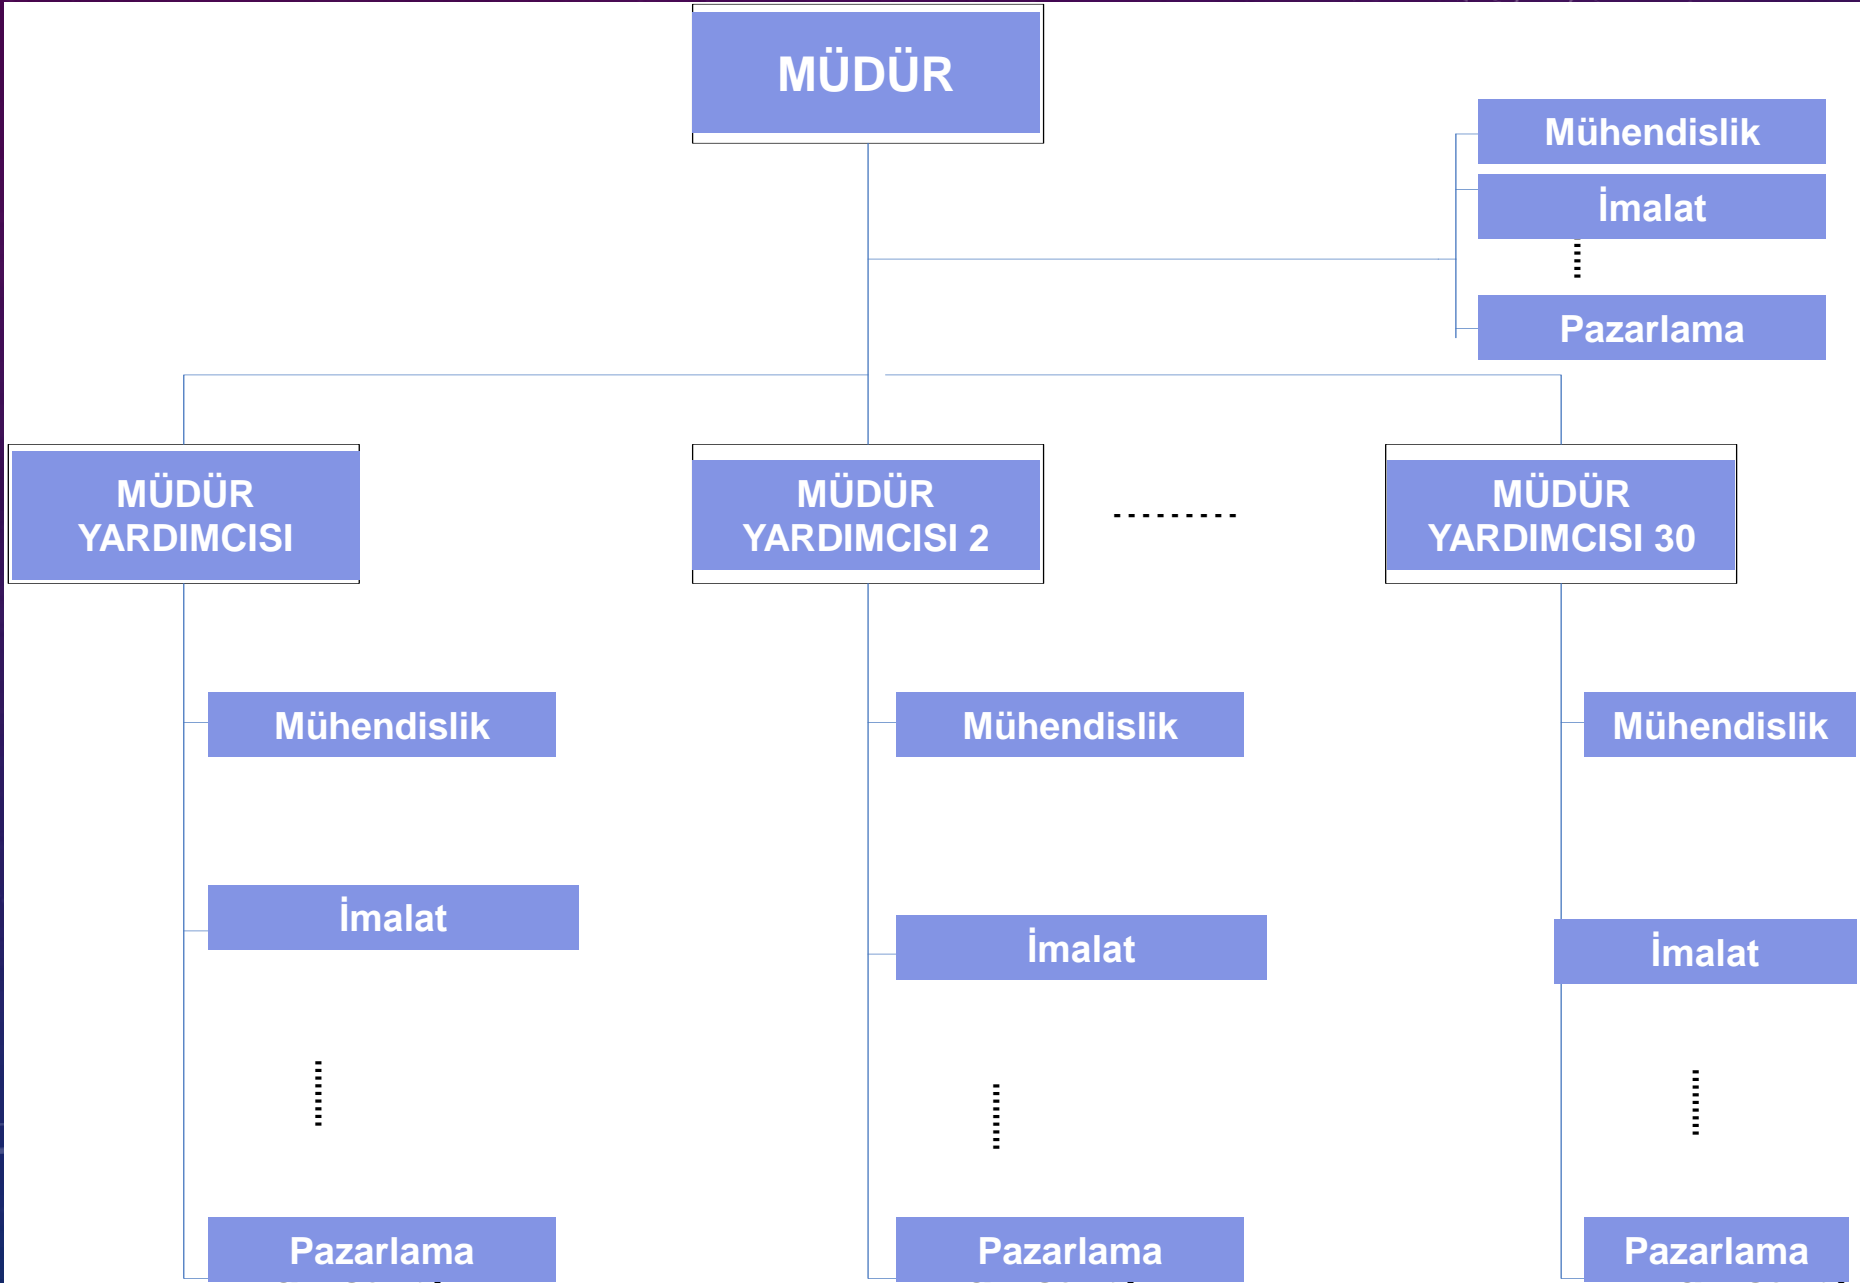 MÜDÜR
Mühendislik
İmalat
Pazarlama
MÜDÜR
YARDIMCISI
MÜDÜR
YARDIMCISI 2
MÜDÜR
YARDIMCISI 30
Mühendislik
Mühendislik
Mühendislik
İmalat
İmalat
İmalat
Pazarlama
Pazarlama
Pazarlama